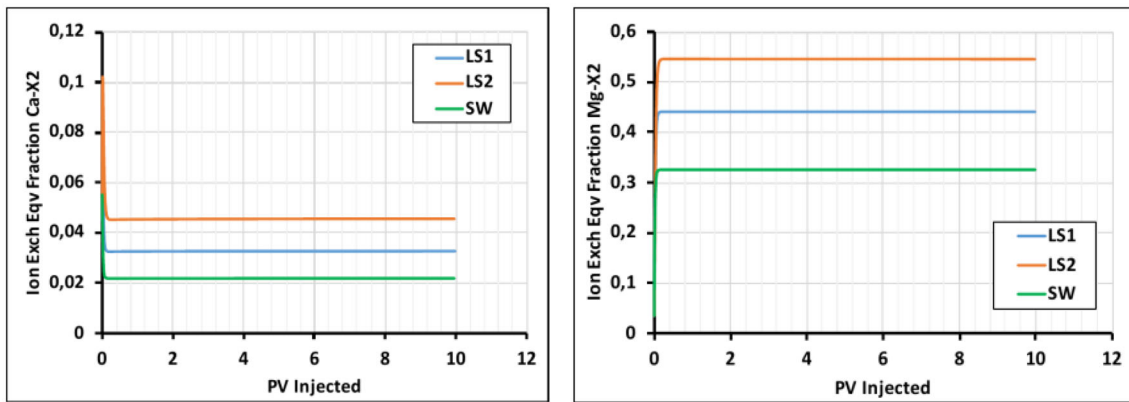 0,12
0,1
0,08
0,06
0,04
0,02
0
0 2 4 6 8 10 12
Ion Exch Eqv Fraction Ca-X2
PV Injected
LS1
LS2
SW
0,6
0,5
0,4
0,3
0,2
0,1
0
0 2 4 6 8 10 12
Ion Exch Eqv Fraction Mg-X2
PV Injected
LS1
LS2
SW